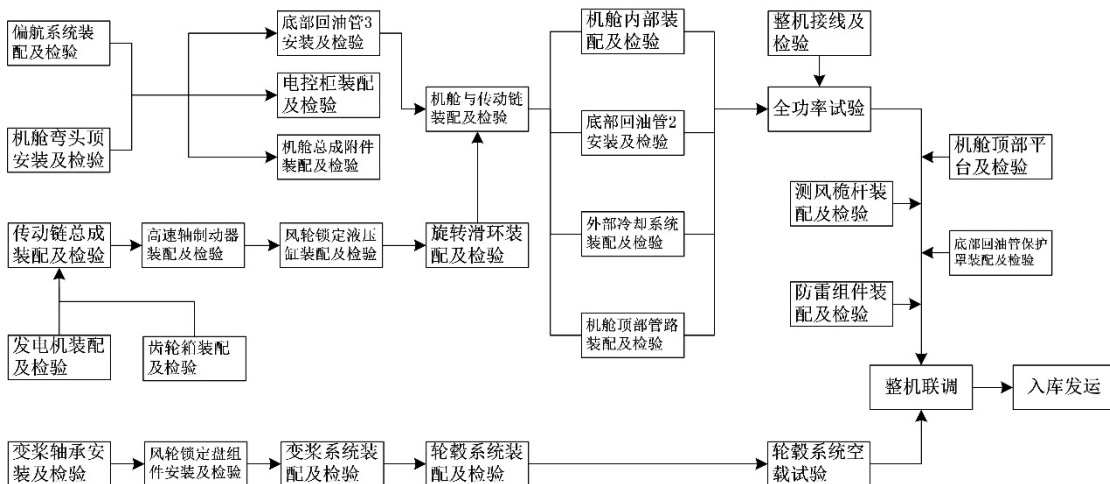 偏航系统装
配及检验
底部回油管3
安装及检验
机舱内部装
配及检验
整机接线及
检验
电控柜装配
及检验
机舱与传动链
装配及检验
全功率试验
机舱弯头顶
安装及检验
机舱总成附件
装配及检验
底部回油管2
安装及检验
机舱顶部平
台及检验
测风桅杆装
配及检验
传动链总成
装配及检验
高速轴制动器
装配及检验
风轮锁定液压
缸装配及检验
旋转滑环装
配及检验
外部冷却系统
装配及检验
底部回油管保护
罩装配及检验
防雷组件装
配及检验
发电机装配
及检验
齿轮箱装配
及检验
机舱顶部管路
装配及检验
整机联调
入库发运
变桨轴承安
装及检验
风轮锁定盘组
件安装及检验
变桨系统装
配及检验
轮毂系统装
配及检验
轮毂系统空
载试验